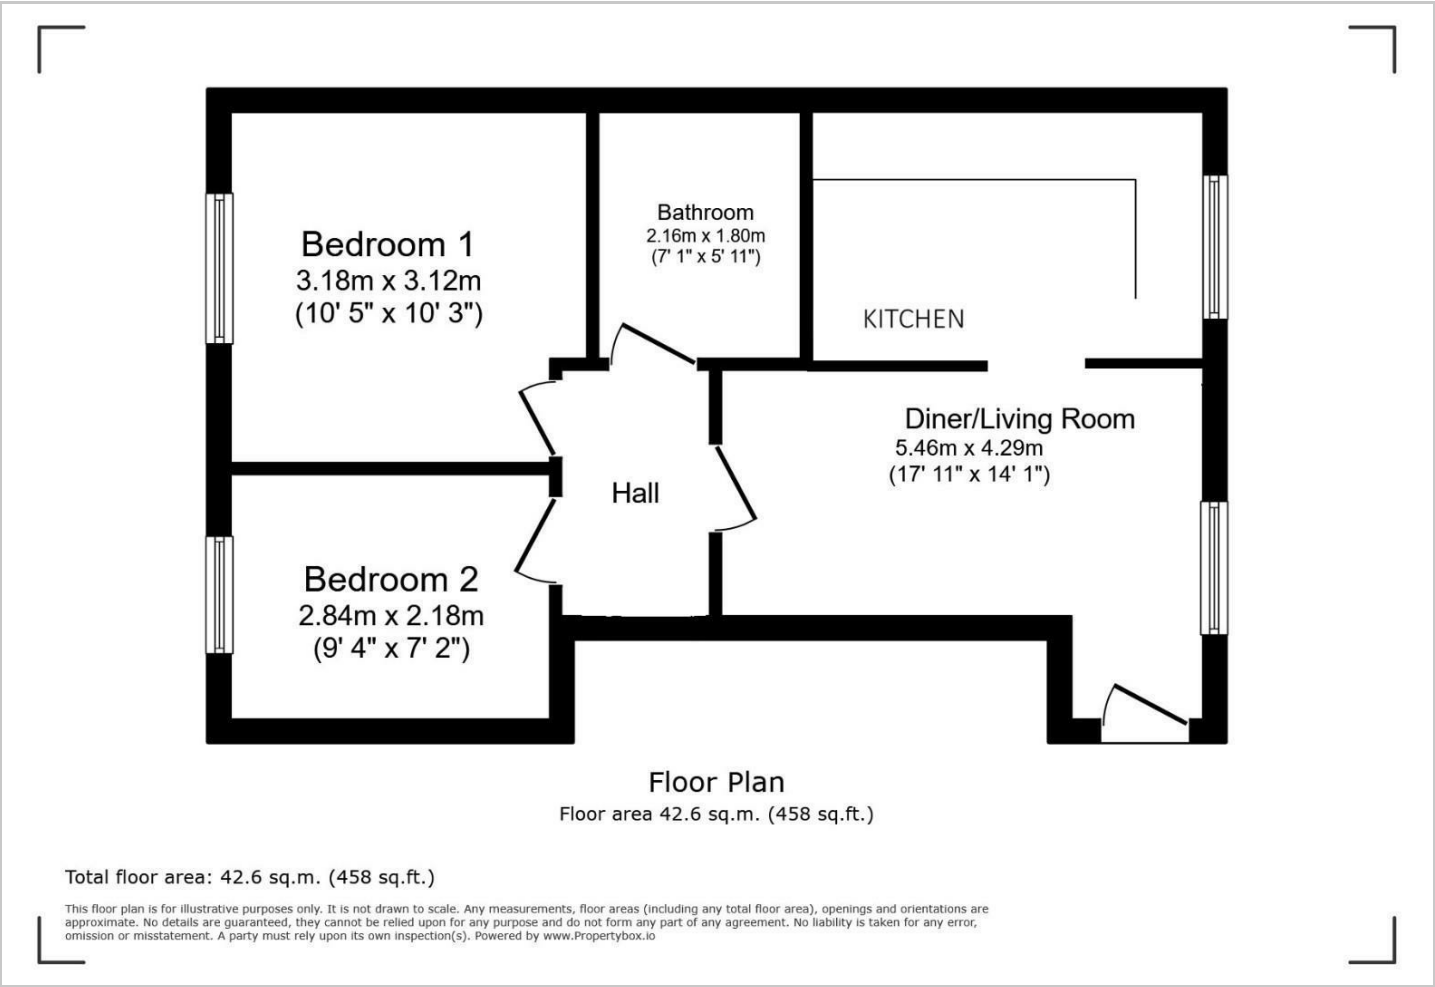 Bedroom 1
3.18m x 3.12m
(10' 5" x 10' 3")
Bathroom
2.16m x 1.80m
(7' 1" x 5' 11")
KITCHEN
Diner/Living Room
5.46m x 4.29m
(17' 11" x 14' 1")
Hall
Bedroom 2
2.84m x 2.18m
(9' 4" x 7' 2")
Floor Plan
Floor area 42.6 sq.m. (458 sq.ft.)
Total floor area: 42.6 sq.m. (458 sq.ft.)
This floor plan is for illustrative purposes only. It is not drawn to scale. Any measurements, floor areas (including any total floor area), openings and orientations are
approximate. No details are guaranteed, they cannot be relied upon for any purpose and do not form any part of any agreement. No liability is taken for any error,
omission or misstatement. A party must rely upon its own inspection(s). Powered by www.Propertybox.io